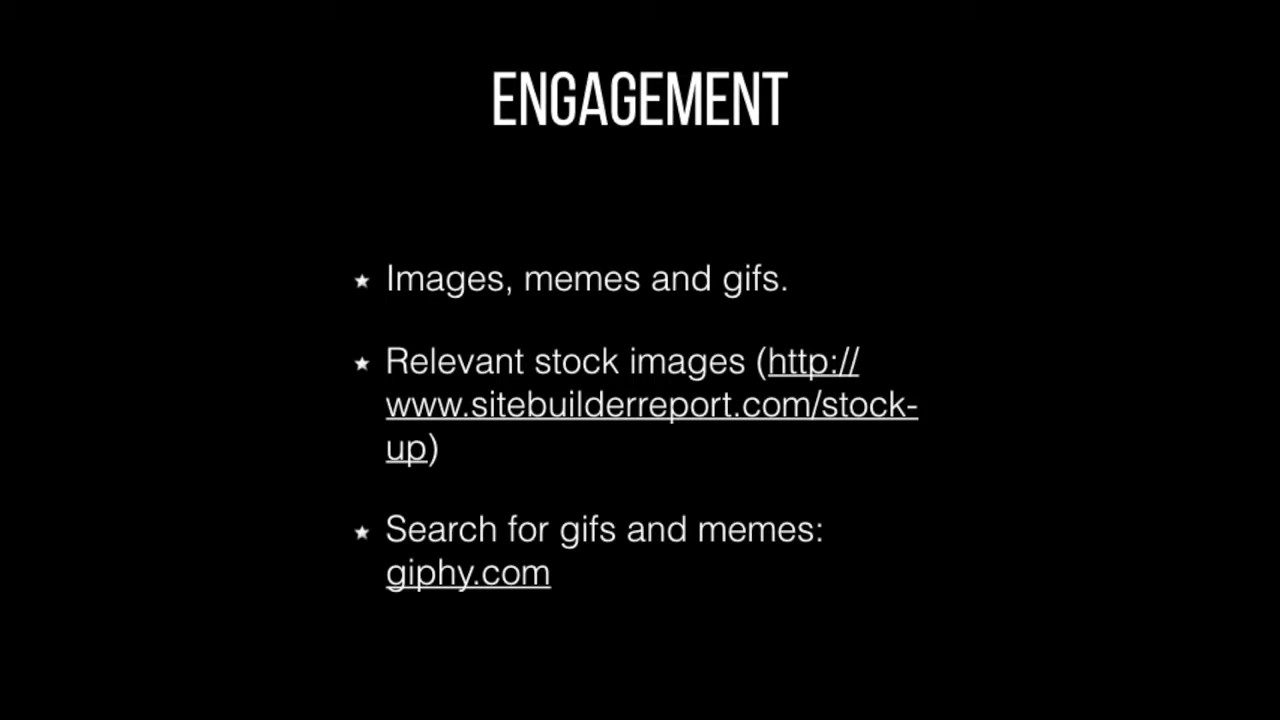 ENGAGEMENT
Images, memes and gifs.
Relevant stock images (http://
www.sitebuilderreport.com/stock-
up)
Search for gifs and memes:
giphy.com